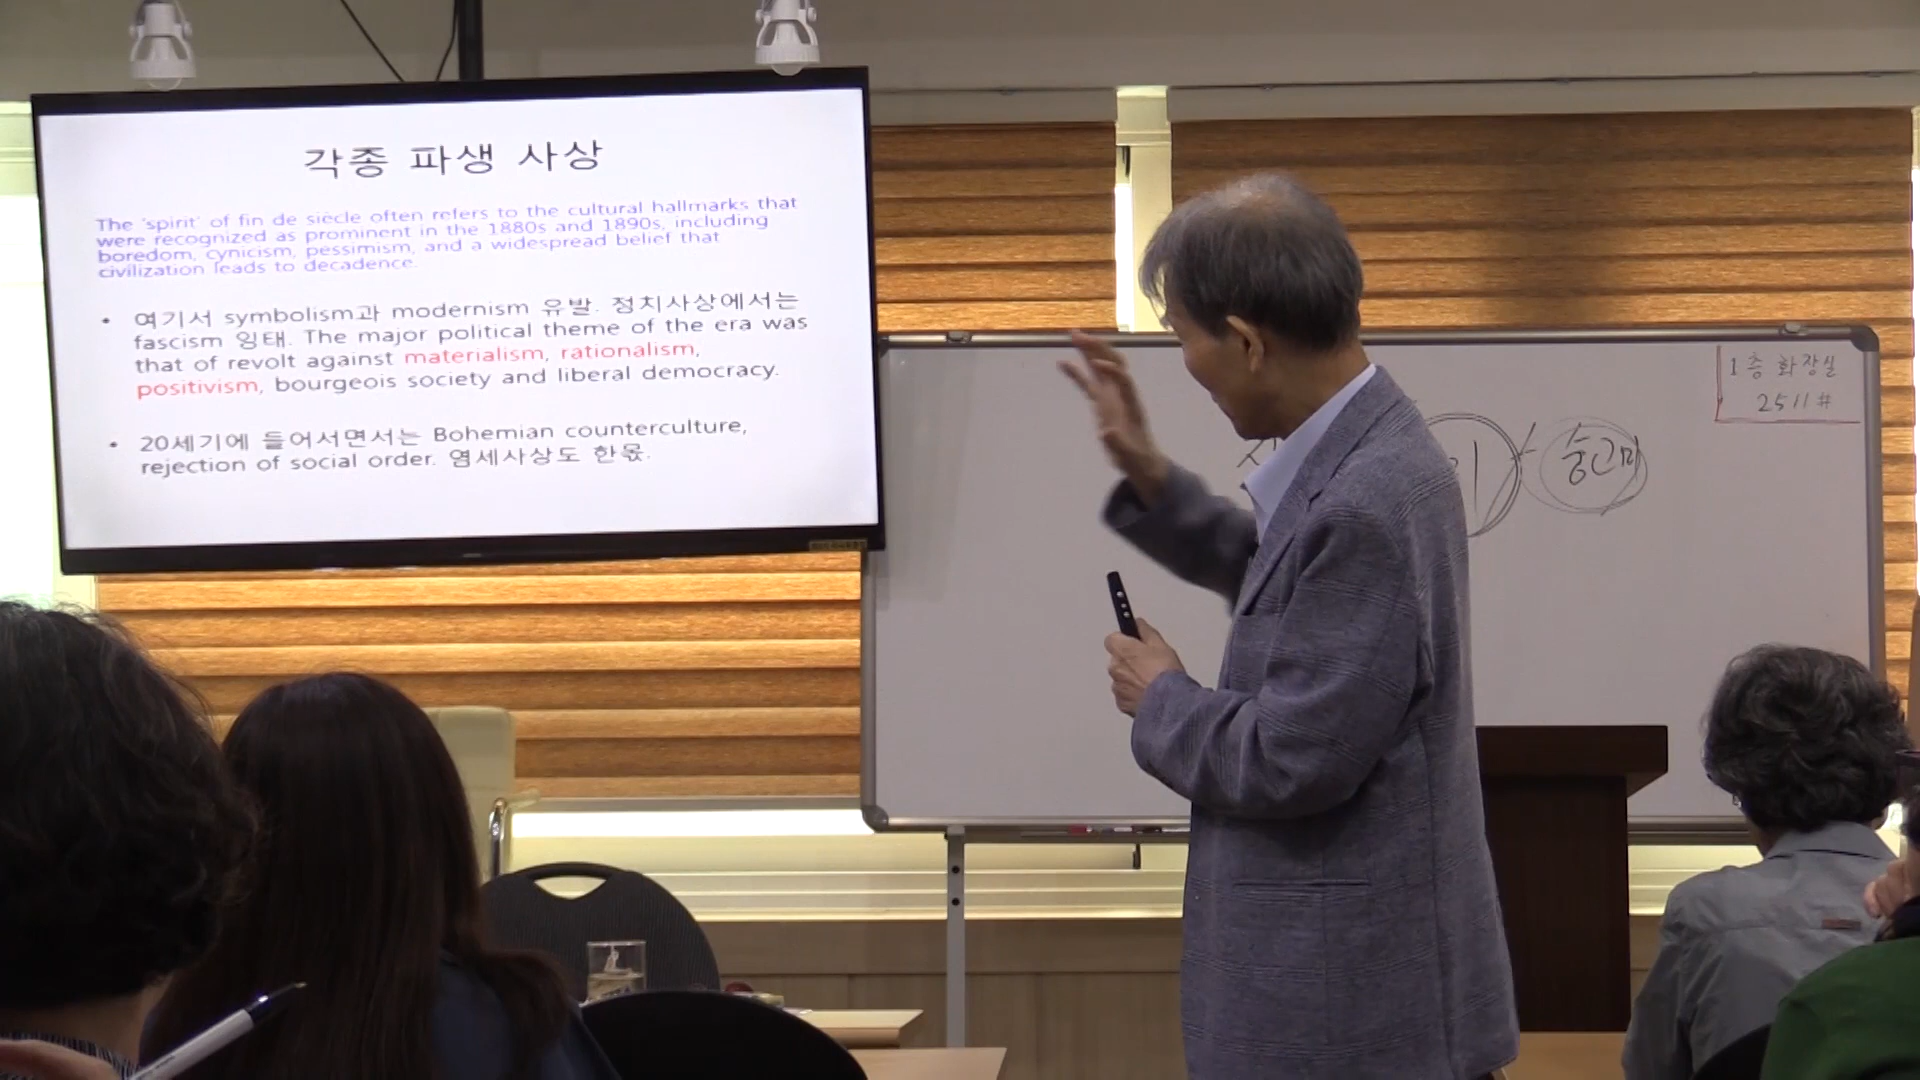 각종 파생 사상
The 'spirit' of fin de siècle often refers to the cultural hallmarks that
were recognized as prominent in the 1880s and 1890s, including
boredom, cynicism, pessimism, and a widespread belief that
civilization leads to decadence.
• 여기서 symbolism과 modernism 유발. 정치사상에서는
fascism 잉태. The major political theme of the era was
that of revolt against materialism, rationalism,
positivism, bourgeois society and liberal democracy.
• 20세기에 들어서면서는 Bohemian counterculture,
rejection of social order. 염세사상도 한몫.
1층 화장실
2511#
숭고미